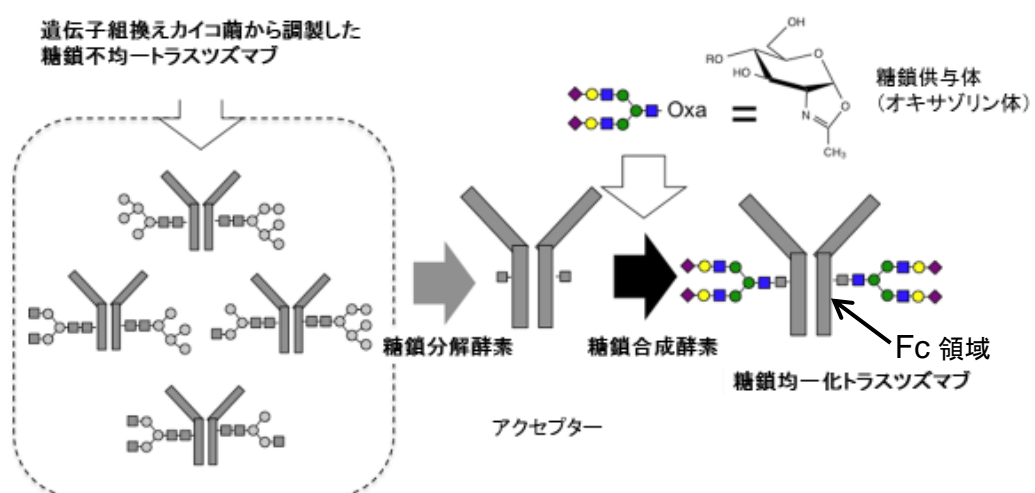 遺伝子組換えカイコ繭から調製した
糖鎖不均一トラスツズマブ
Oxa
=
OH
RO
HO
O
O
N
CH3
糖鎖供与体
(オキサゾリン体)
糖鎖分解酵素
アクセプター
糖鎖合成酵素
Fc 領域
糖鎖均一化トラスツズマブ